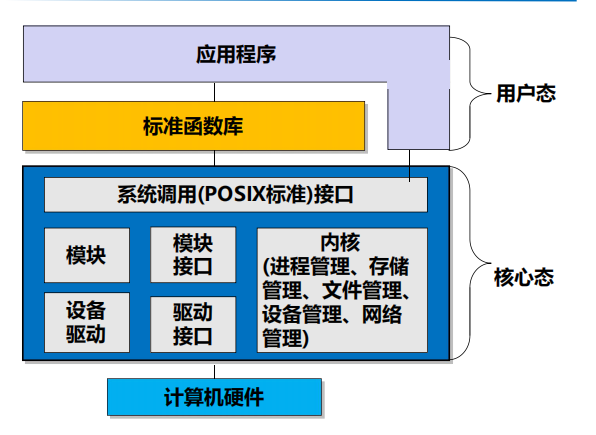 应用程序
用户态
标准函数库
系统调用(POSIX标准)接口
模块
模块
接口
内核
(进程管理、存储
管理、文件管理、
设备管理、网络
管理)
核心态
设备
驱动
驱动
接口
计算机硬件